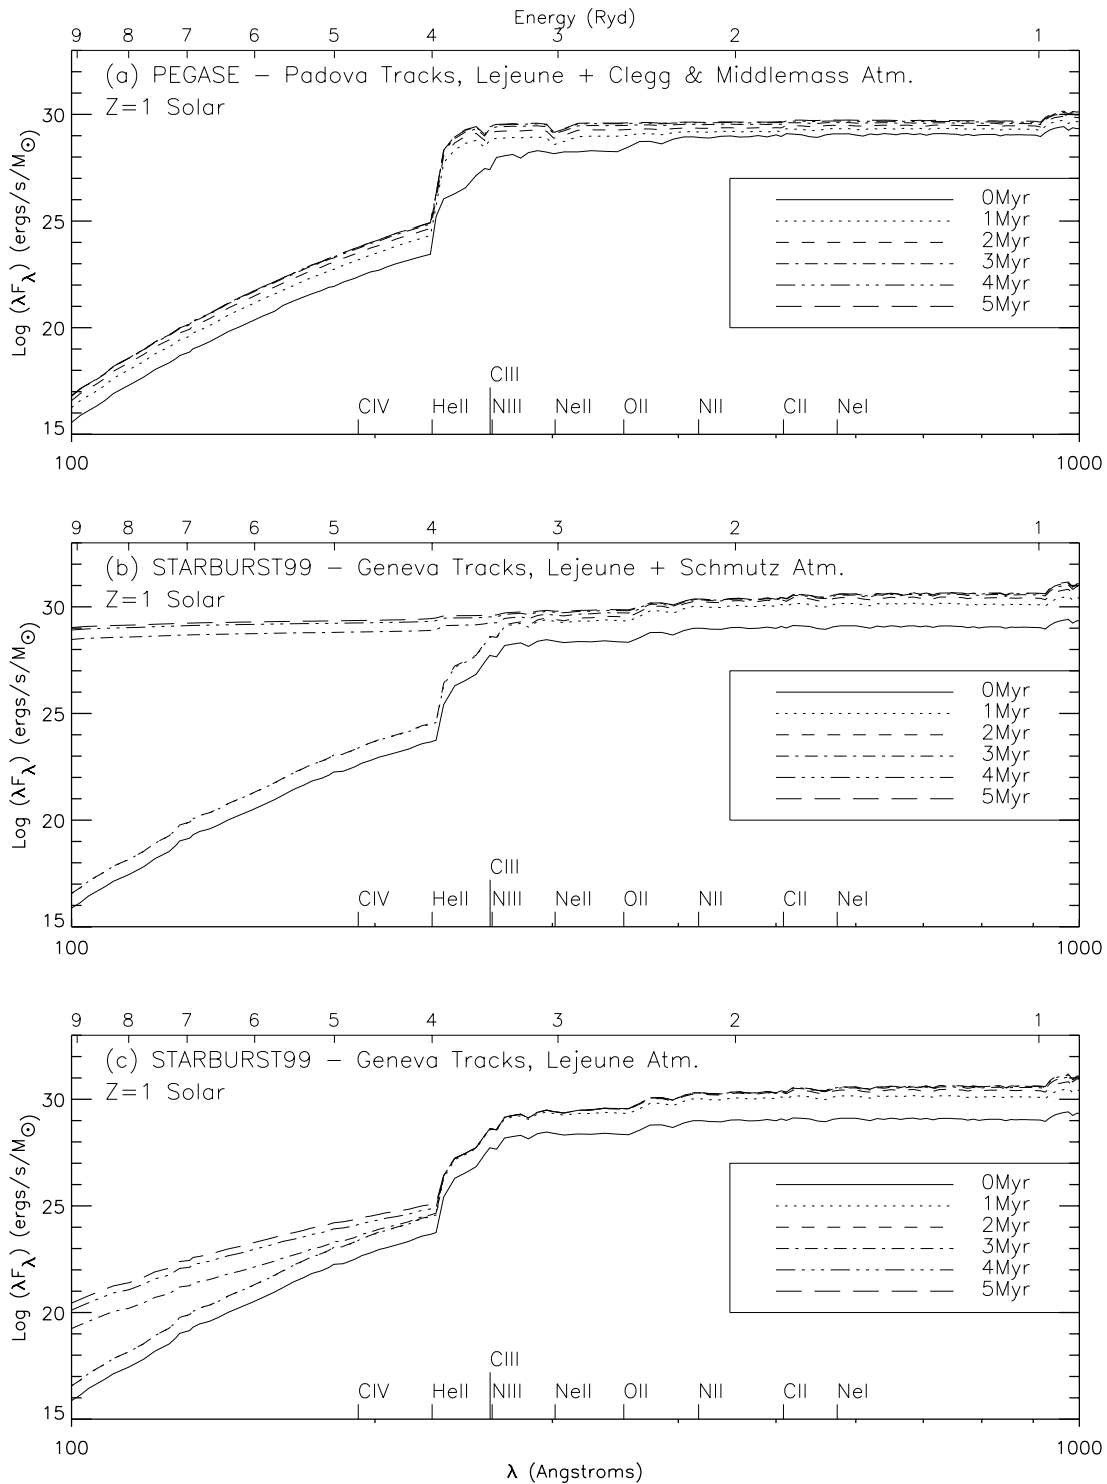 Energy (Ryd)
9 8 7 6 5 4 3 2 1
(a) PEGASE – Padova Tracks, Lejeune + Clegg & Middlemass Atm.
Z=1 Solar
30
25
20
15
Log (λFλ) (ergs/s/M⊙)
0Myr
1Myr
2Myr
3Myr
4Myr
5Myr
CIII
CIV HeII NIII NeII OII NII CII NeI
100 1000
9 8 7 6 5 4 3 2 1
(b) STARBURST99 – Geneva Tracks, Lejeune + Schmutz Atm.
Z=1 Solar
30
25
20
15
Log (λFλ) (ergs/s/M⊙)
0Myr
1Myr
2Myr
3Myr
4Myr
5Myr
CIII
CIV HeII NIII NeII OII NII CII NeI
100 1000
9 8 7 6 5 4 3 2 1
(c) STARBURST99 – Geneva Tracks, Lejeune Atm.
Z=1 Solar
30
25
20
15
Log (λFλ) (ergs/s/M⊙)
0Myr
1Myr
2Myr
3Myr
4Myr
5Myr
CIII
CIV HeII NIII NeII OII NII CII NeI
100 1000
λ (Angstroms)